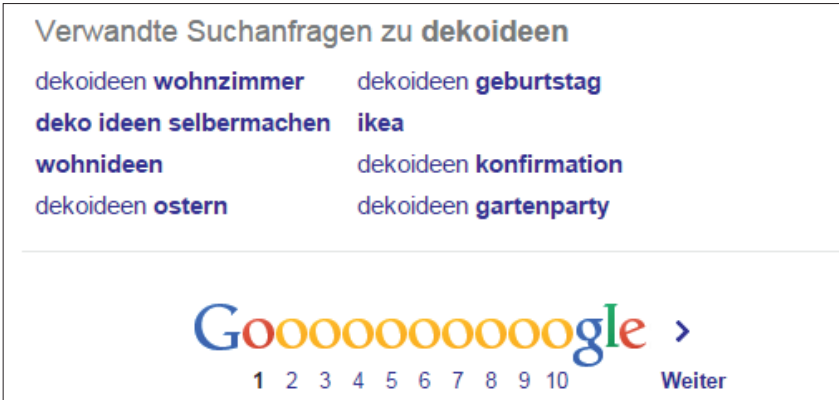 Verwandte Suchanfragen zu dekoideen
dekoideen wohnzimmer dekoideen geburtstag
deko ideen selbermachen ikea
wohnideen dekoideen konfirmation
dekoideen ostern dekoideen gartenparty
Goooooooooogle >
1 2 3 4 5 6 7 8 9 10 Weiter